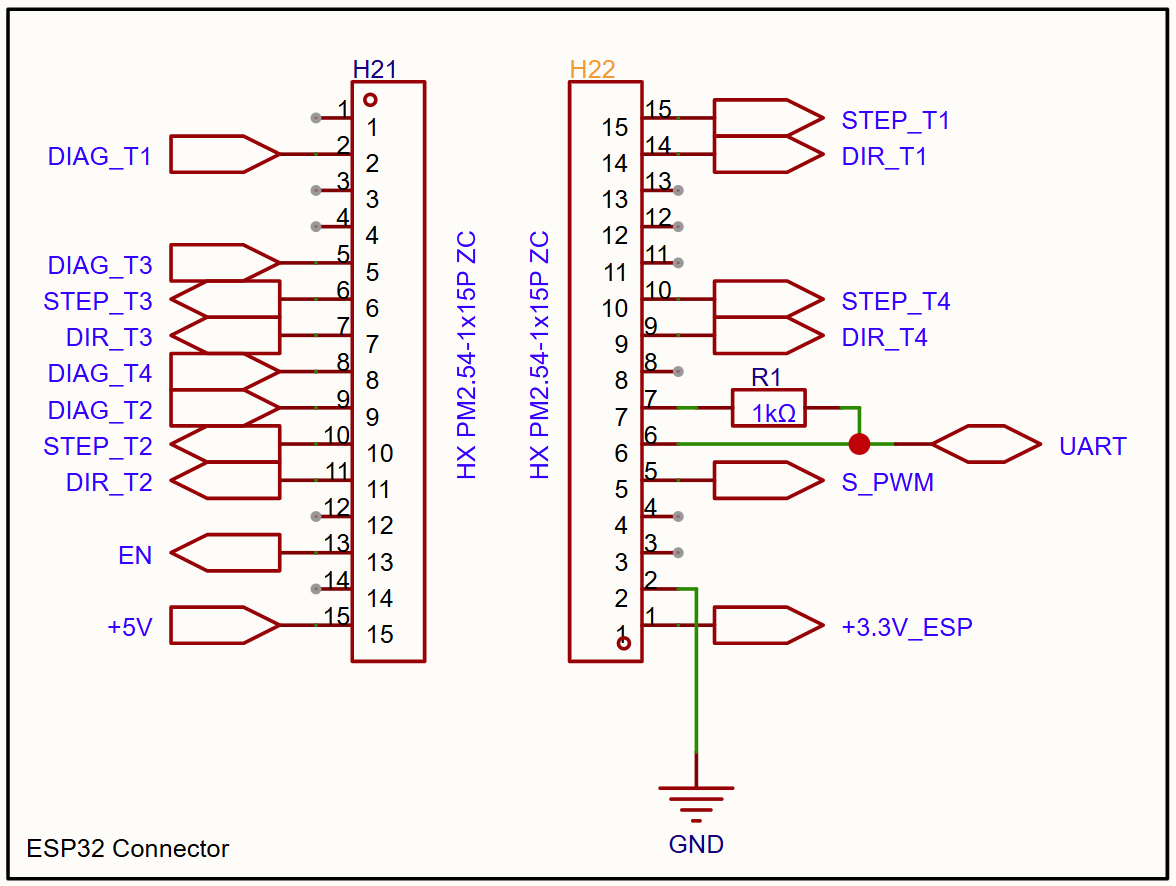 H21
H22
1 1
15 15 STEP_T1
DIAG_T1 2 2
14 14 DIR_T1
3 3
13 13
4 4
12 12
DIAG_T3 5 5
11 11
STEP_T3 6 6
10 10 STEP_T4
DIR_T3 7 7
9 9 DIR_T4
DIAG_T4 8 8
8 8
R1
DIAG_T2 9 9
7 7 1kΩ
STEP_T2 10 10
6 6 UART
DIR_T2 11 11
5 5 S_PWM
12 12
4 4
EN 13 13
3 3
14 14
2 2
+5V 15 15
1 1 +3.3V_ESP
HX PM2.54-1x15P ZC
HX PM2.54-1x15P ZC
GND
ESP32 Connector